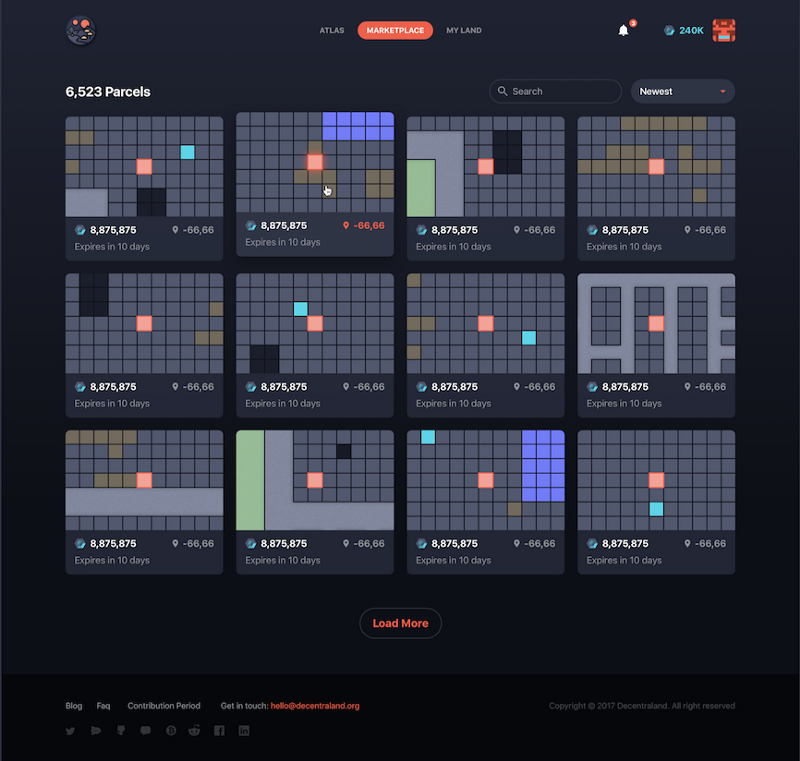 ATLAS MARKETPLACE MY LAND 3 240K
6,523 Parcels Search Newest
8,875,875 -66,66 8,875,875 -66,66 8,875,875 -66,66 8,875,875 -66,66
Expires in 10 days Expires in 10 days Expires in 10 days Expires in 10 days
8,875,875 -66,66 8,875,875 -66,66 8,875,875 -66,66 8,875,875 -66,66
Expires in 10 days Expires in 10 days Expires in 10 days Expires in 10 days
8,875,875 -66,66 8,875,875 -66,66 8,875,875 -66,66 8,875,875 -66,66
Expires in 10 days Expires in 10 days Expires in 10 days Expires in 10 days
Load More
Blog Faq Contribution Period Get in touch: hello@decentraland.org Copyright © 2017 Decentraland. All right reserved